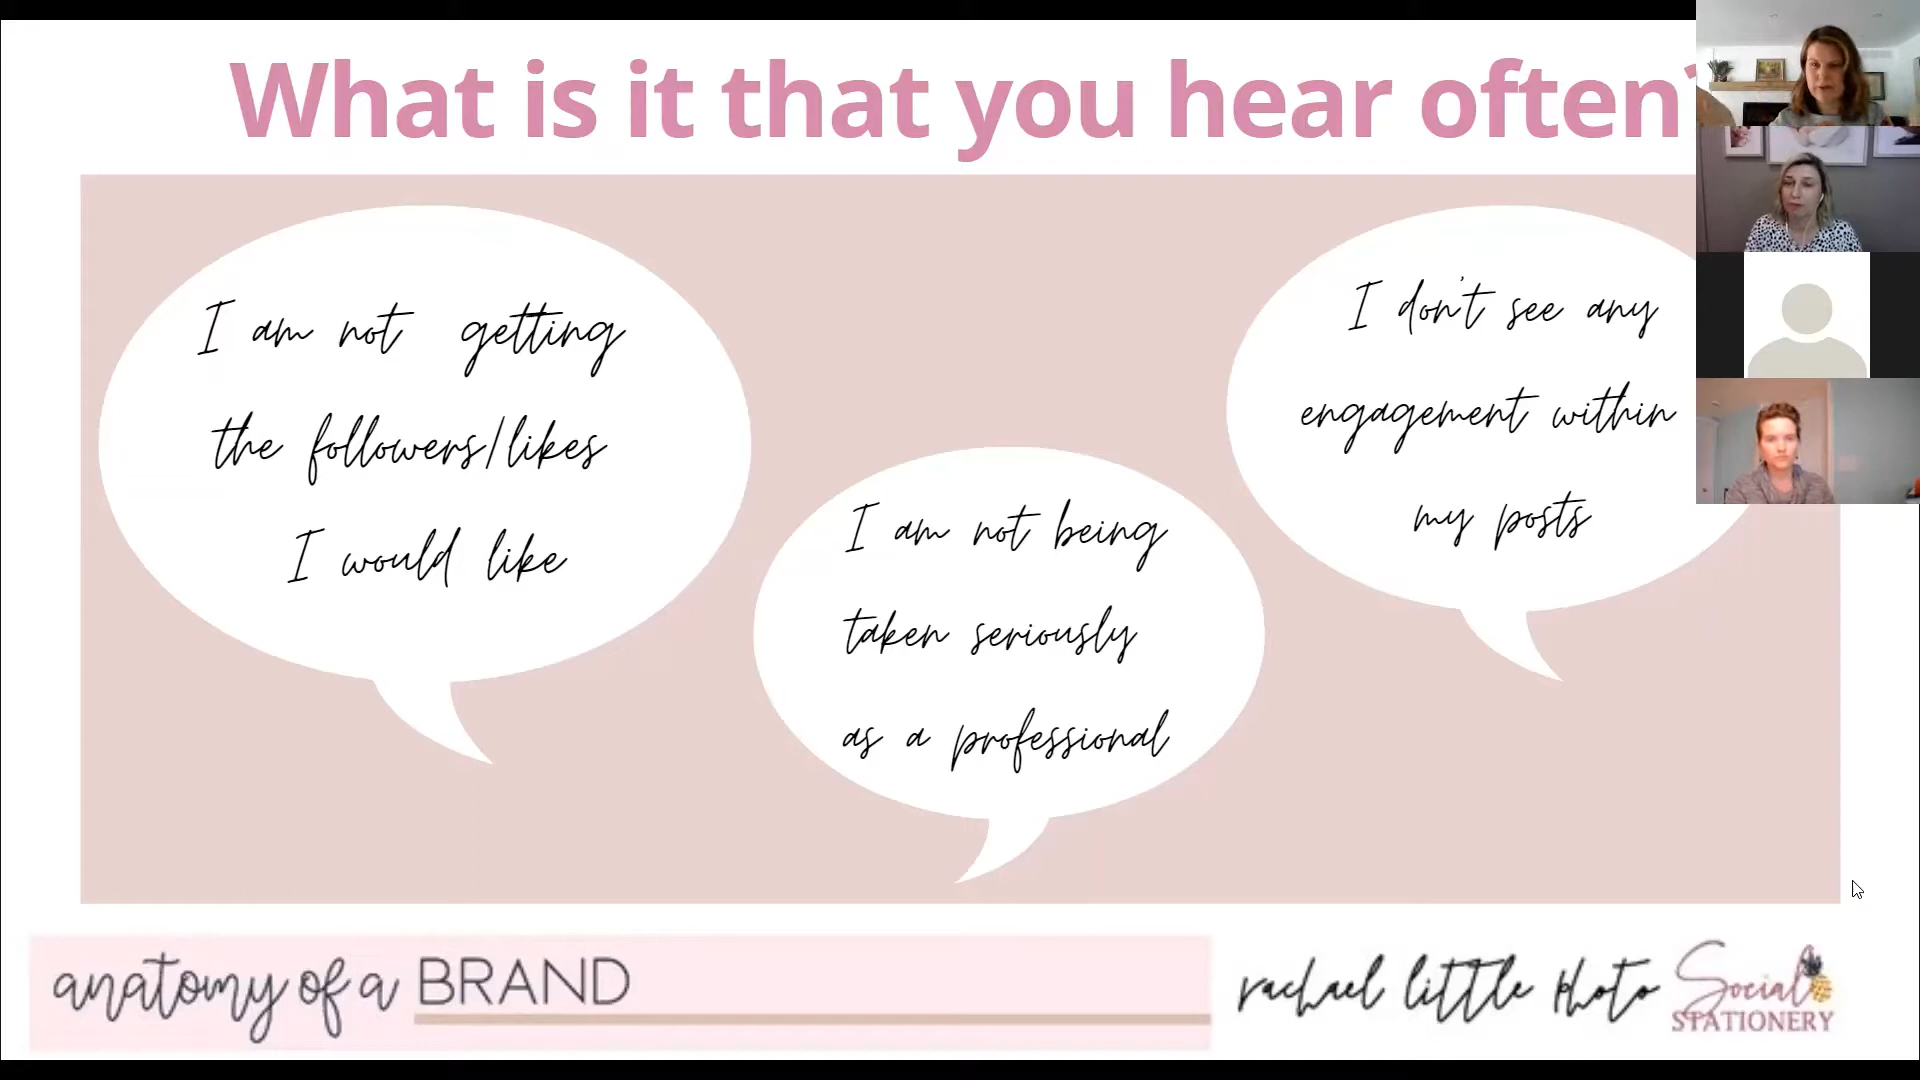 What is it that you hear often?
I am not getting
the followers/likes
I would like
I am not being
taken seriously
as a professional
I don't see any
engagement within
my posts
anatomy of a BRAND
rachael little photo
Social
STATIONERY